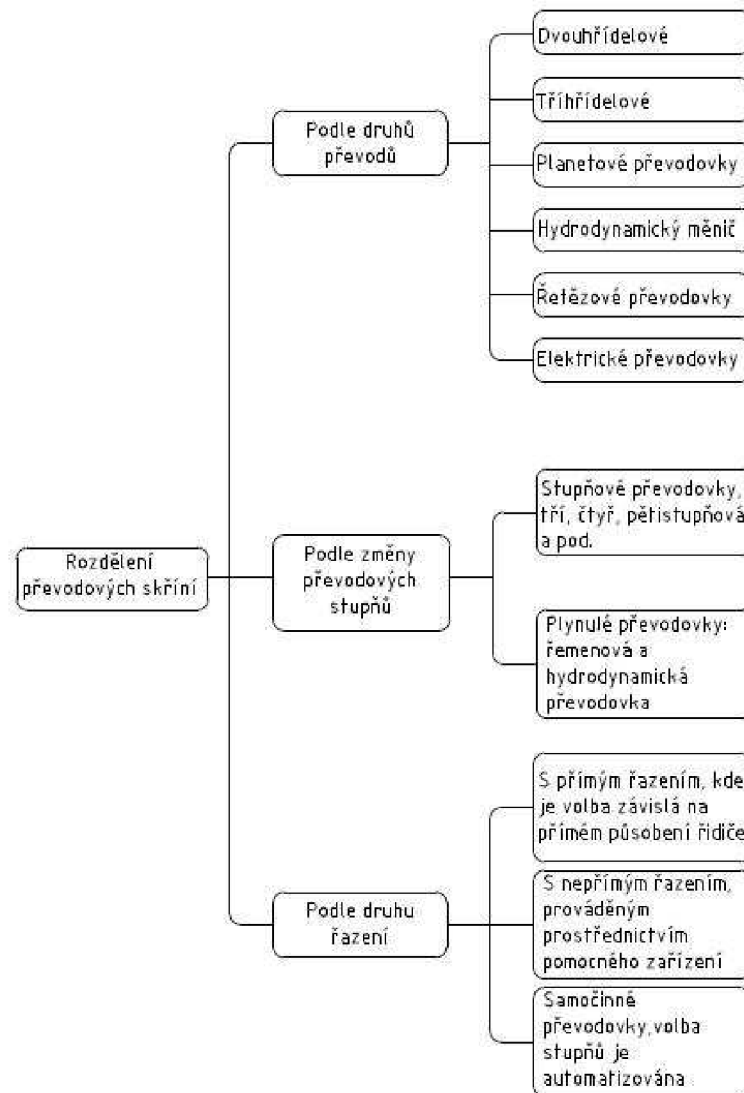 Rozdělení
převodových skříní
Podle druhů
převodů
Dvouhřídelové
Tříhřídelové
Planetové převodovky
Hydrodynamický měnič
Řetězové převodovky
Elektrické převodovky
Podle změny
převodových
stupňů
Stupňové převodovky,
tří, čtyř, pětistupňová
a pod.
Plynulé převodovky:
řemenová a
hydrodynamická
převodovka
Podle druhu
řazení
S přímým řazením, kde
je volba závislá na
přímém působení řidiče
S nepřímým řazením,
prováděným
prostřednictvím
pomocného zařízení
Samočinné
převodovky,volba
stupňů je
automatizována